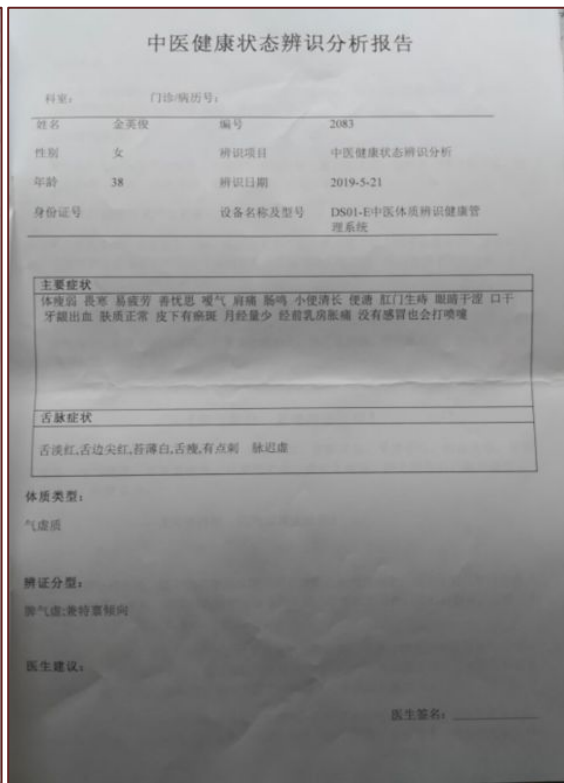 中医健康状态辨识分析报告
科室： 门诊/病历号：
姓名 金英俊 编号 2083
性别 女 辨识项目 中医健康状态辨识分析
年龄 38 辨识日期 2019-5-21
身份证号 设备名称及型号 DS01-E中医体质辨识健康管
理系统
主要症状
体瘦弱 畏寒 易疲劳 善忧思 嗳气 肩痛 肠鸣 小便清长 便溏 肛门生痔 眼睛干涩 口干
牙龈出血 肤质正常 皮下有瘀斑 月经量少 经前乳房胀痛 没有感冒也会打喷嚏
舌脉症状
舌淡红,舌边尖红,苔薄白,舌瘦,有点刺 脉迟虚
体质类型：
气虚质
辨证分型：
脾气虚;兼特禀倾向
医生建议：
医生签名：